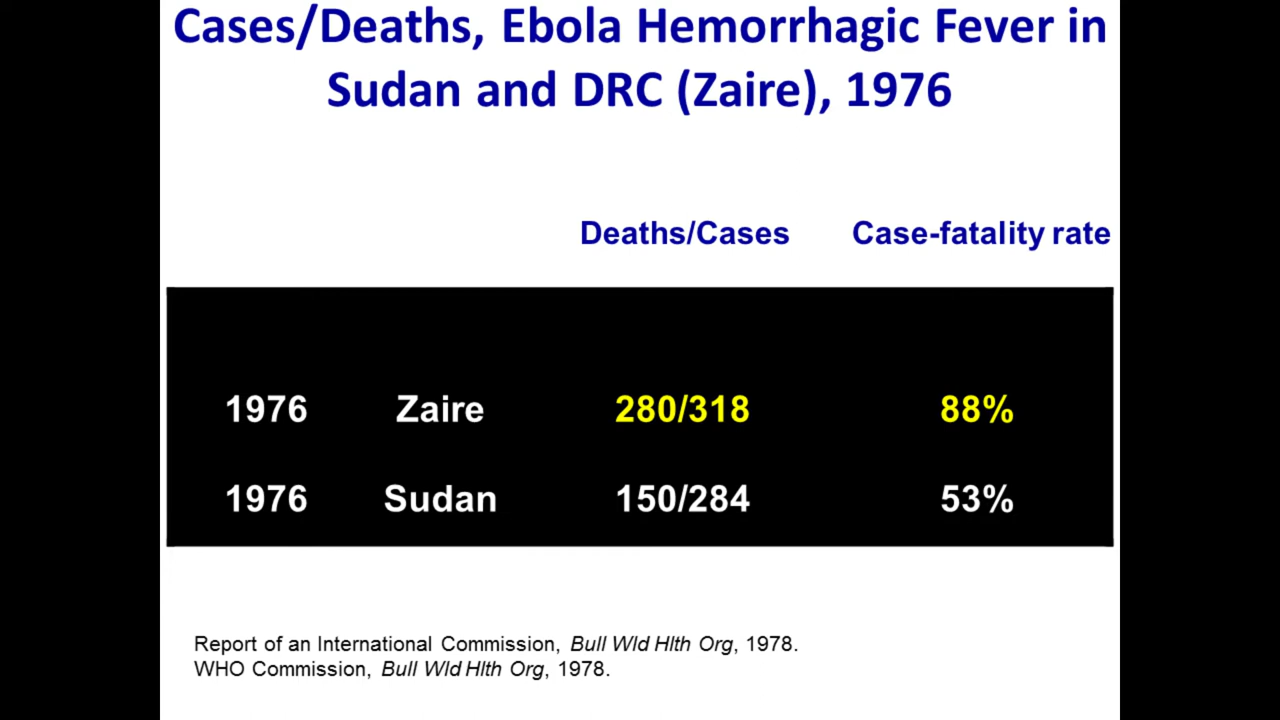 Cases/Deaths, Ebola Hemorrhagic Fever in
Sudan and DRC (Zaire), 1976
Deaths/Cases Case-fatality rate
1976 Zaire 280/318 88%
1976 Sudan 150/284 53%
Report of an International Commission, Bull Wld Hlth Org, 1978.
WHO Commission, Bull Wld Hlth Org, 1978.